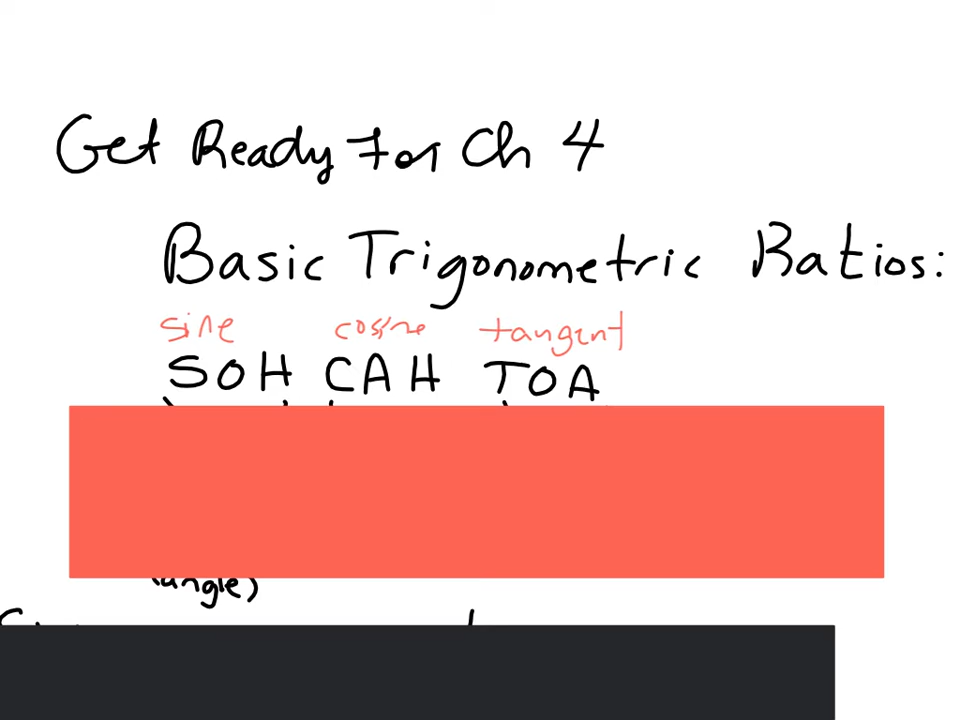 Get Ready For Ch 4
Basic Trigonometric Ratios:
sine cosine tangent
SOH CAH TOA
angle)